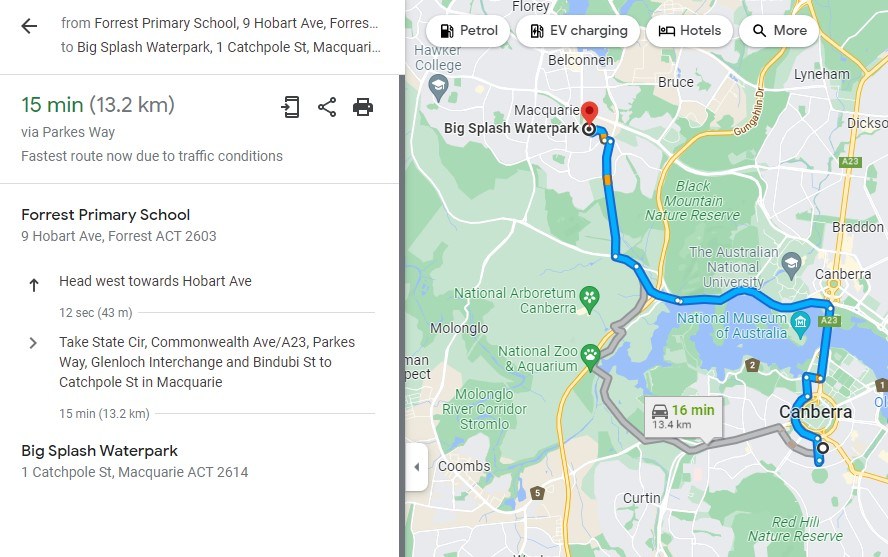 from Forrest Primary School, 9 Hobart Ave, Forres...
to Big Splash Waterpark, 1 Catchpole St, Macquari...
15 min (13.2 km)
via Parkes Way
Fastest route now due to traffic conditions
Forrest Primary School
9 Hobart Ave, Forrest ACT 2603
Head west towards Hobart Ave
12 sec (43 m)
Take State Cir, Commonwealth Ave/A23, Parkes
Way, Glenloch Interchange and Bindubi St to
Catchpole St in Macquarie
15 min (13.2 km)
Big Splash Waterpark
1 Catchpole St, Macquarie ACT 2614
Florey
Petrol
EV charging
Hotels
More
Hawker
College
Belconnen
Bruce
Lyneham
Macquarie
Big Splash Waterpark
Gungahlin Dr
Dickso
A23
Black
Mountain
Nature Reserve
Braddon
The Australian
National
University
Canberra
National Arboretum
Canberra
A23
National Museum
of Australia
Molonglo
National Zoo
& Aquarium
man
pect
2
1
Molonglo
River Corridor
Stromlo
16 min
13.4 km
Canberra
Ol
Coombs
5
Curtin
Red Hill
Nature Reserve